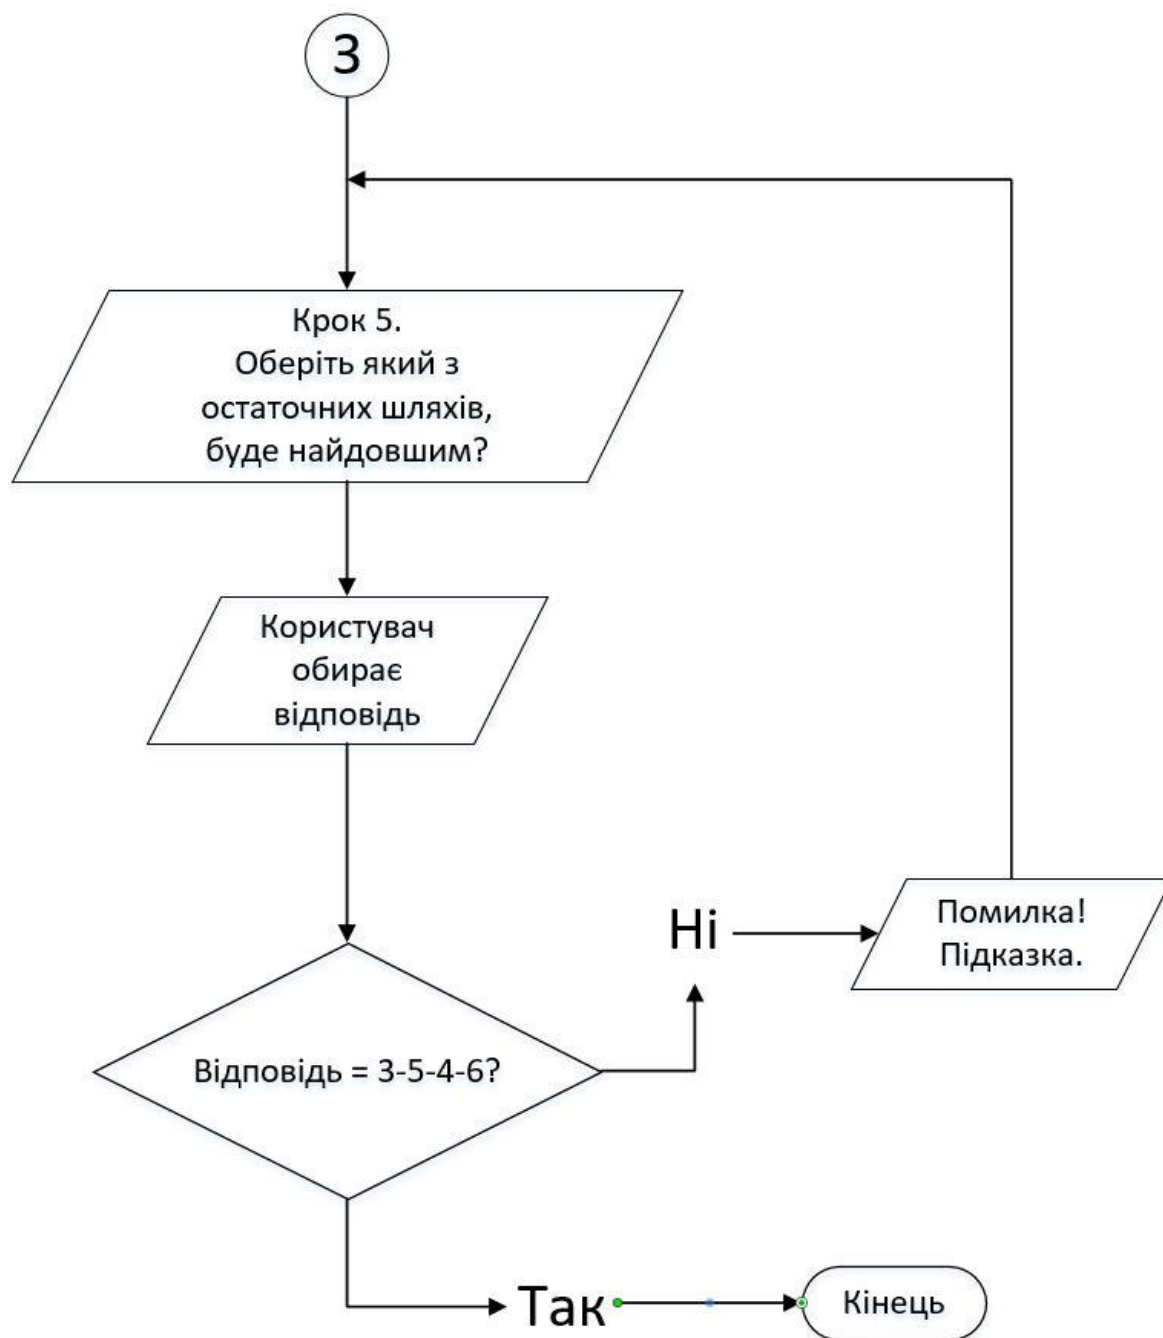 3
Крок 5.
Оберіть який з
остаточних шляхів,
буде найдовшим?
Користувач
обирає
відповідь
Ні
Помилка!
Підказка.
Відповідь = 3-5-4-6?
Так
Кінець